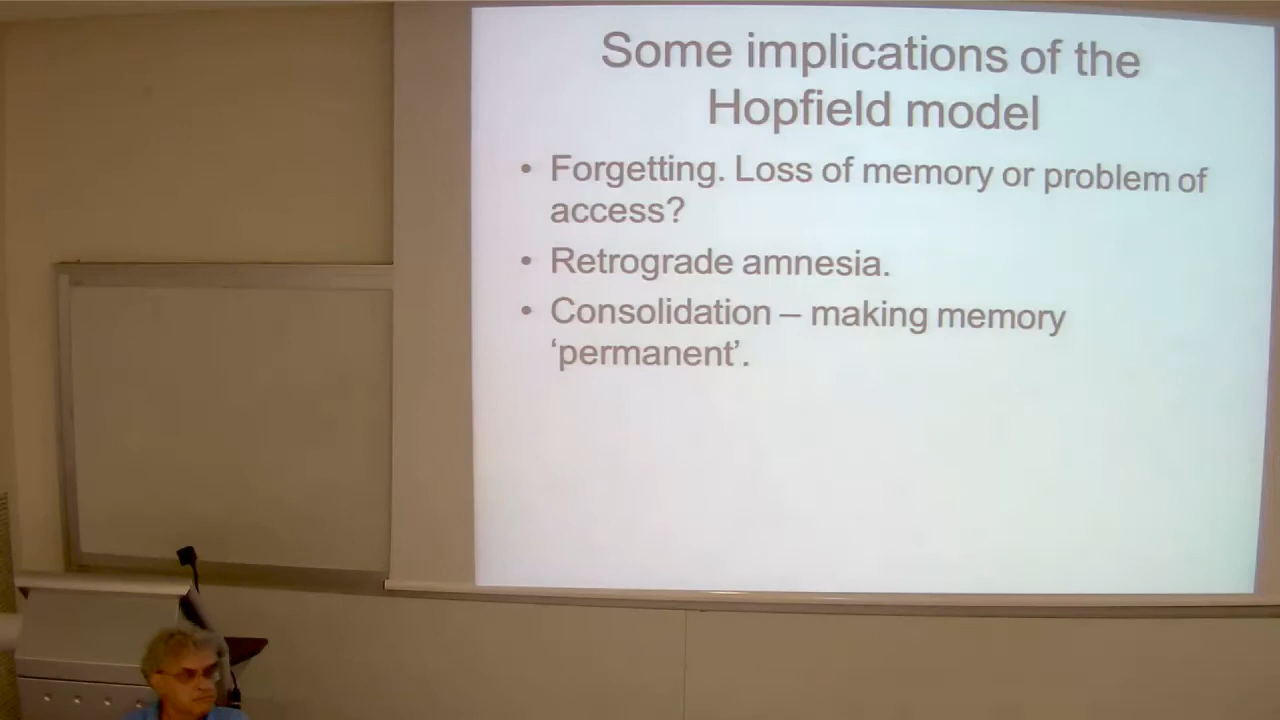 Some implications of the
Hopfield model
• Forgetting. Loss of memory or problem of
access?
• Retrograde amnesia.
• Consolidation – making memory
‘permanent’.